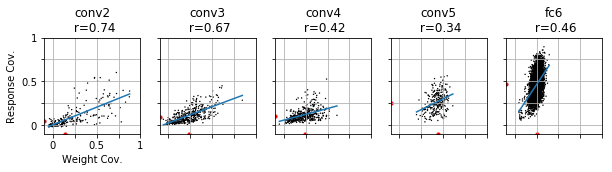 conv2
r=0.74
conv3
r=0.67
conv4
r=0.42
conv5
r=0.34
fc6
r=0.46
Response Cov.
1
0.5
0
0
0.5
1
Weight Cov.